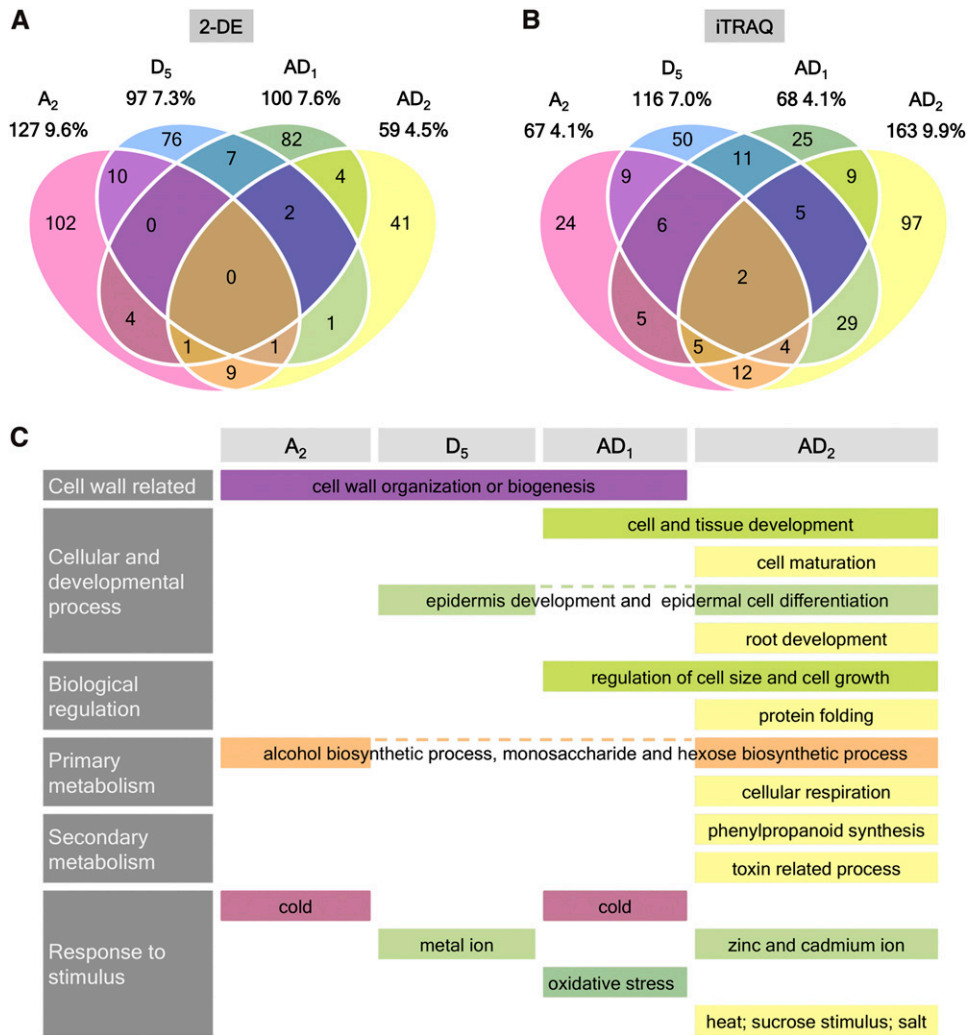 A
2-DE
D5
AD1
A2
97 7.3%
100 7.6%
AD2
127 9.6%
59 4.5%
76
82
7
10
4
102
0
2
41
0
4
1
1
1
9
B
iTRAQ
D5
AD1
A2
116 7.0%
68 4.1%
AD2
67 4.1%
163 9.9%
50
25
11
9
9
24
6
5
97
2
5
29
5
4
12
C
A2
D5
AD1
AD2
Cell wall related
cell wall organization or biogenesis
Cellular and
developmental
process
cell and tissue development
cell maturation
epidermis development and epidermal cell differentiation
root development
Biological
regulation
regulation of cell size and cell growth
protein folding
Primary
metabolism
alcohol biosynthetic process, monosaccharide and hexose biosynthetic process
cellular respiration
Secondary
metabolism
phenylpropanoid synthesis
toxin related process
Response to
stimulus
cold
cold
metal ion
zinc and cadmium ion
oxidative stress
heat; sucrose stimulus; salt